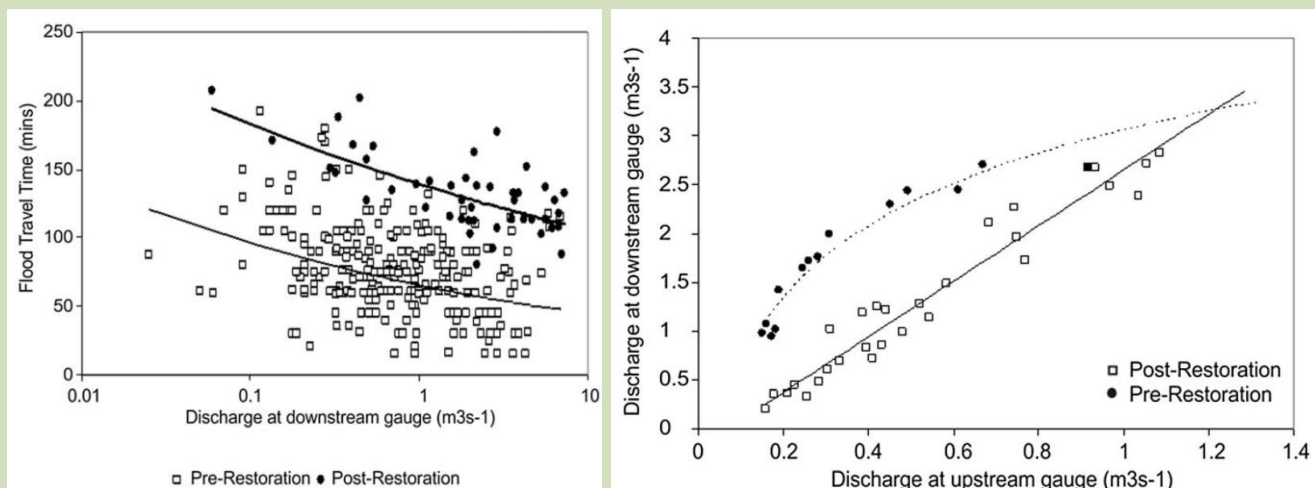 250
200
150
100
50
0
Flood Travel Time (mins)
0.01 0.1 1 10
Discharge at downstream gauge (m3s-1)
Pre-Restoration Post-Restoration
4
3.5
3
2.5
2
1.5
1
0.5
0
Discharge at downstream gauge (m3s-1)
Post-Restoration
Pre-Restoration
0 0.2 0.4 0.6 0.8 1 1.2 1.4
Discharge at upstream gauge (m3s-1)